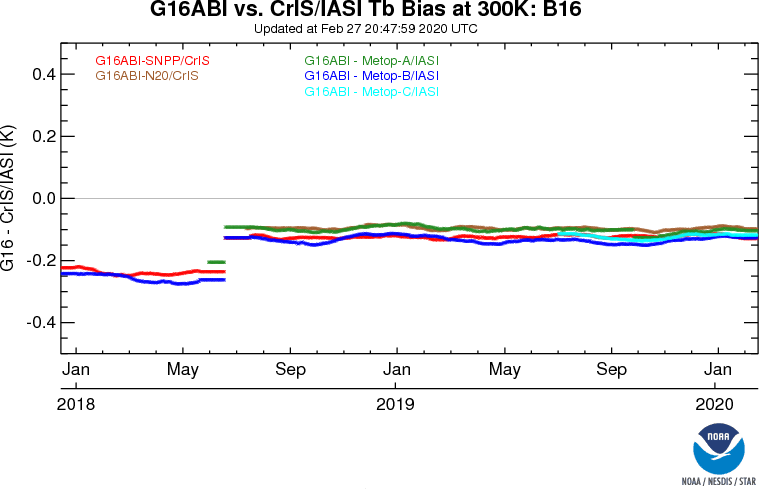 G16ABI vs. CrIS/IASI Tb Bias at 300K: B16
Updated at Feb 27 20:47:59 2020 UTC
G16ABI-SNPP/CrIS
G16ABI-N20/CrIS
G16ABI - Metop-A/IASI
G16ABI - Metop-B/IASI
G16ABI - Metop-C/IASI
G16 - CrIS/IASI (K)
0.4
0.2
0.0
-0.2
-0.4
Jan May Sep Jan May Sep Jan
2018 2019 2020
NOAA
NOAA / NESDIS / STAR